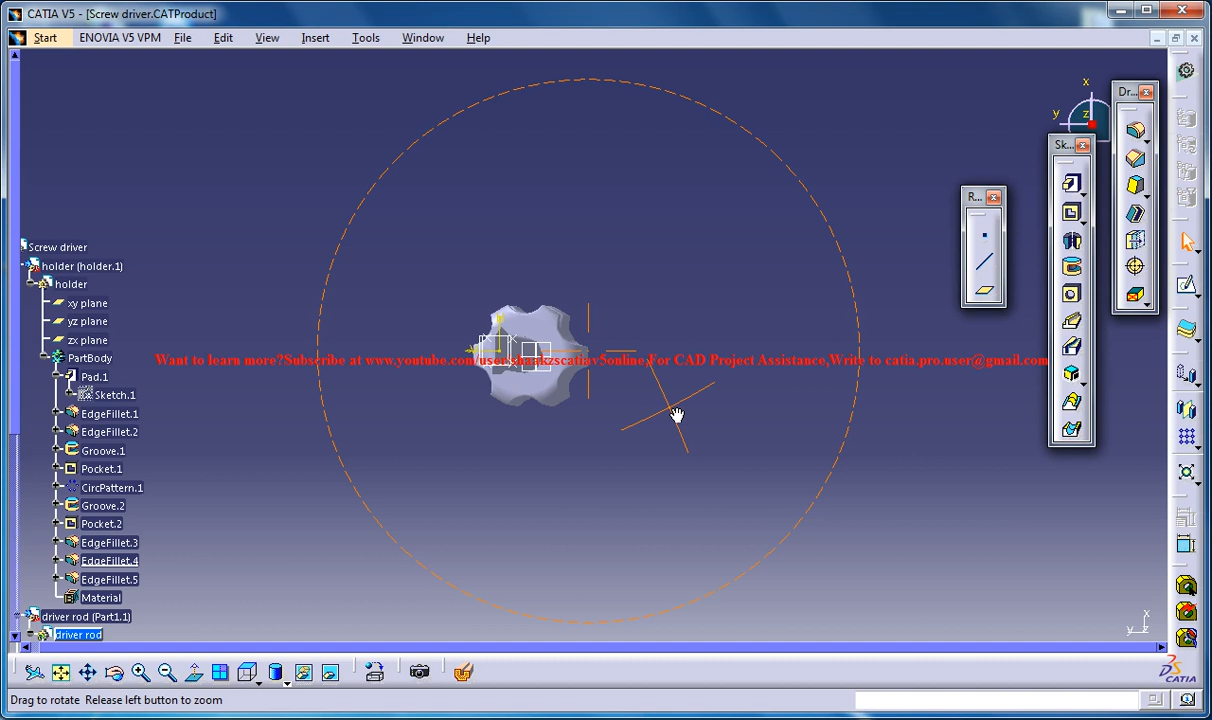 CATIA V5 - [Screw driver.CATProduct]
Start ENOVIA V5 VPM File Edit View Insert Tools Window Help
x
y
z
Dr...
Sk...
R...
Screw driver
holder (holder.1)
holder
xy plane
yz plane
zx plane
PartBody
Want to learn more?Subscribe at www.youtube.com/user/shuakzscatiav5online,For CAD Project Assistance,Write to catia.pro.user@gmail.com
Pad.1
Sketch.1
EdgeFillet.1
EdgeFillet.2
Groove.1
Pocket.1
CircPattern.1
Groove.2
Pocket.2
EdgeFillet.3
EdgeFillet.4
EdgeFillet.5
Material
driver rod (Part1.1)
driver rod
x
y z
CATIA
Drag to rotate Release left button to zoom